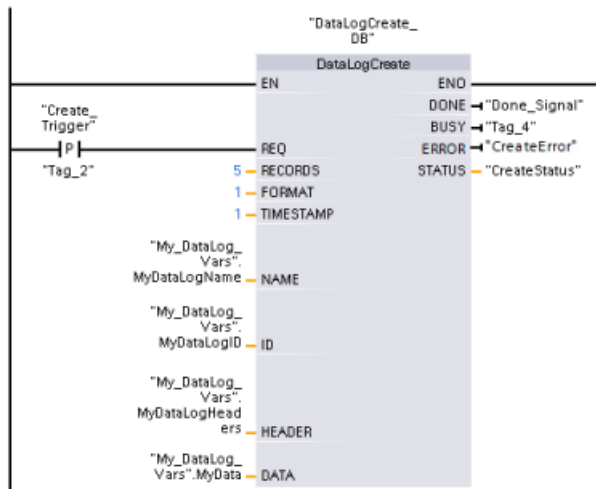 "DataLogCreate_
DB"
DataLogCreate
EN
ENO
DONE
"Done_Signal"
BUSY
"Tag_4"
"Create_
Trigger"
P
"Tag_2"
REQ
ERROR
"CreateError"
5
RECORDS
STATUS
"CreateStatus"
1
FORMAT
1
TIMESTAMP
"My_DataLog_
Vars".
MyDataLogName
NAME
"My_DataLog_
Vars".
MyDataLogID
ID
"My_DataLog_
Vars".
MyDataLogHead
ers
HEADER
"My_DataLog_
Vars".MyData
DATA